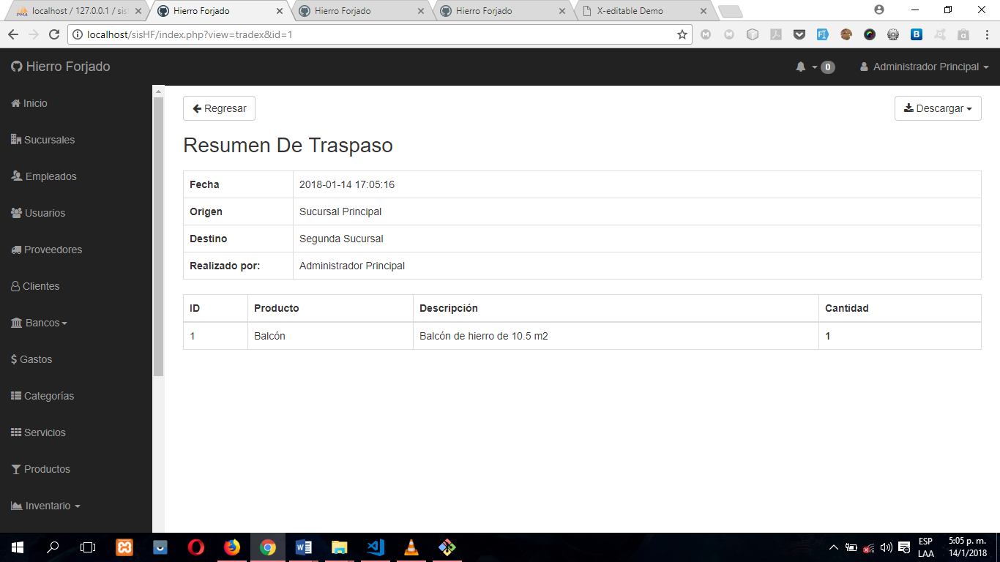 PMA localhost / 127.0.0.1 / sis
Hierro Forjado
Hierro Forjado
Hierro Forjado
X-editable Demo
localhost/sisHF/index.php?view=tradex&id=1
Hierro Forjado
0
Administrador Principal
Inicio
Sucursales
Empleados
Usuarios
Proveedores
Clientes
Bancos
$ Gastos
Categorías
Servicios
Productos
Inventario
Regresar
Descargar
Resumen De Traspaso
Fecha 2018-01-14 17:05:16
Origen Sucursal Principal
Destino Segunda Sucursal
Realizado por: Administrador Principal
ID Producto Descripción Cantidad
1 Balcón Balcón de hierro de 10.5 m2 1
ESP
LAA
5:05 p. m.
14/1/2018